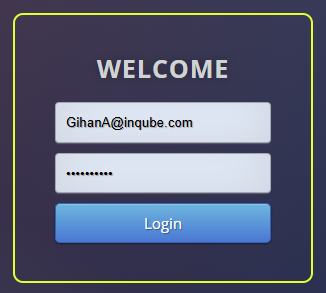 WELCOME
GihanA@inqube.com
••••••••••
Login